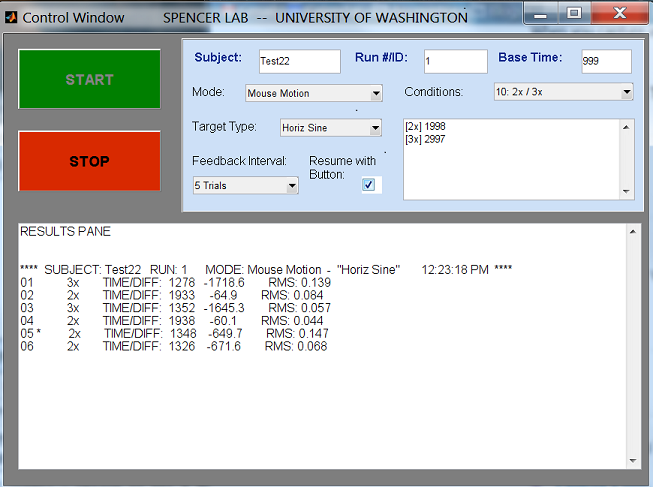 Control Window SPENCER LAB -- UNIVERSITY OF WASHINGTON
START
STOP
Subject: Test22 Run #/ID: 1 Base Time: 999
Mode: Mouse Motion Conditions: 10: 2x / 3x
Target Type: Horiz Sine
[2x] 1998
[3x] 2997
Feedback Interval: 5 Trials
Resume with
Button:
RESULTS PANE
**** SUBJECT: Test22 RUN: 1 MODE: Mouse Motion - "Horiz Sine" 12:23:18 PM ****
01 3x TIME/DIFF: 1278 -1718.6 RMS: 0.139
02 2x TIME/DIFF: 1933 -64.9 RMS: 0.084
03 3x TIME/DIFF: 1352 -1645.3 RMS: 0.057
04 2x TIME/DIFF: 1938 -60.1 RMS: 0.044
05 * 2x TIME/DIFF: 1348 -649.7 RMS: 0.147
06 2x TIME/DIFF: 1326 -671.6 RMS: 0.068